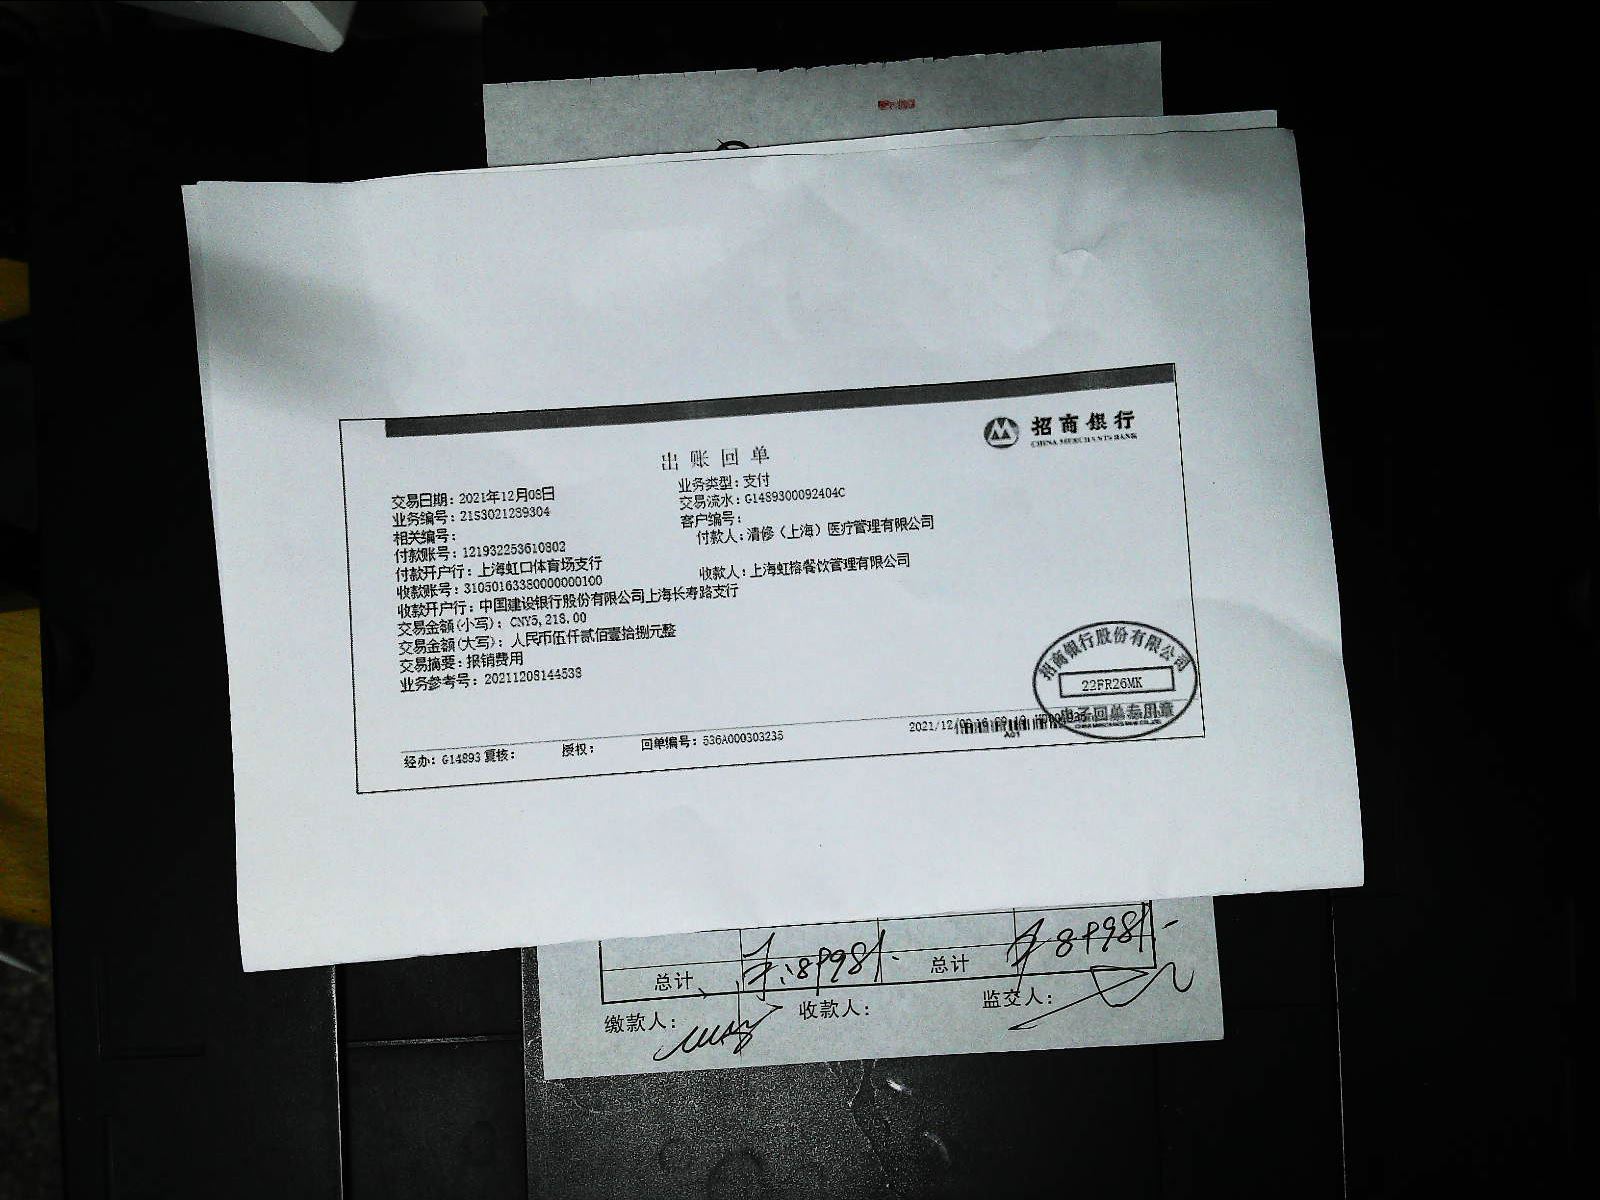 招商银行
CHINA MERCHANTS BANK
出账回单
交易日期：2021年12月08日
业务类型：支付
业务编号：2153021289304
交易流水：G1489300092404C
相关编号：
客户编号：
付款账号：121932253610802
付款人：清修（上海）医疗管理有限公司
付款开户行：上海虹口体育场支行
收款账号：31050163380000000100
收款人：上海虹榕餐饮管理有限公司
收款开户行：中国建设银行股份有限公司上海长寿路支行
交易金额(小写)：CNY5,218.00
交易金额(大写)：人民币伍仟贰佰壹拾捌元整
交易摘要：报销费用
业务参考号：20211208144538
招商银行股份有限公司
22FR26MK
电子回单专用章
经办：G14893 复核： 授权： 回单编号：536A000303235 2021/12/
A01
总计 总计
缴款人： 收款人： 监交人：